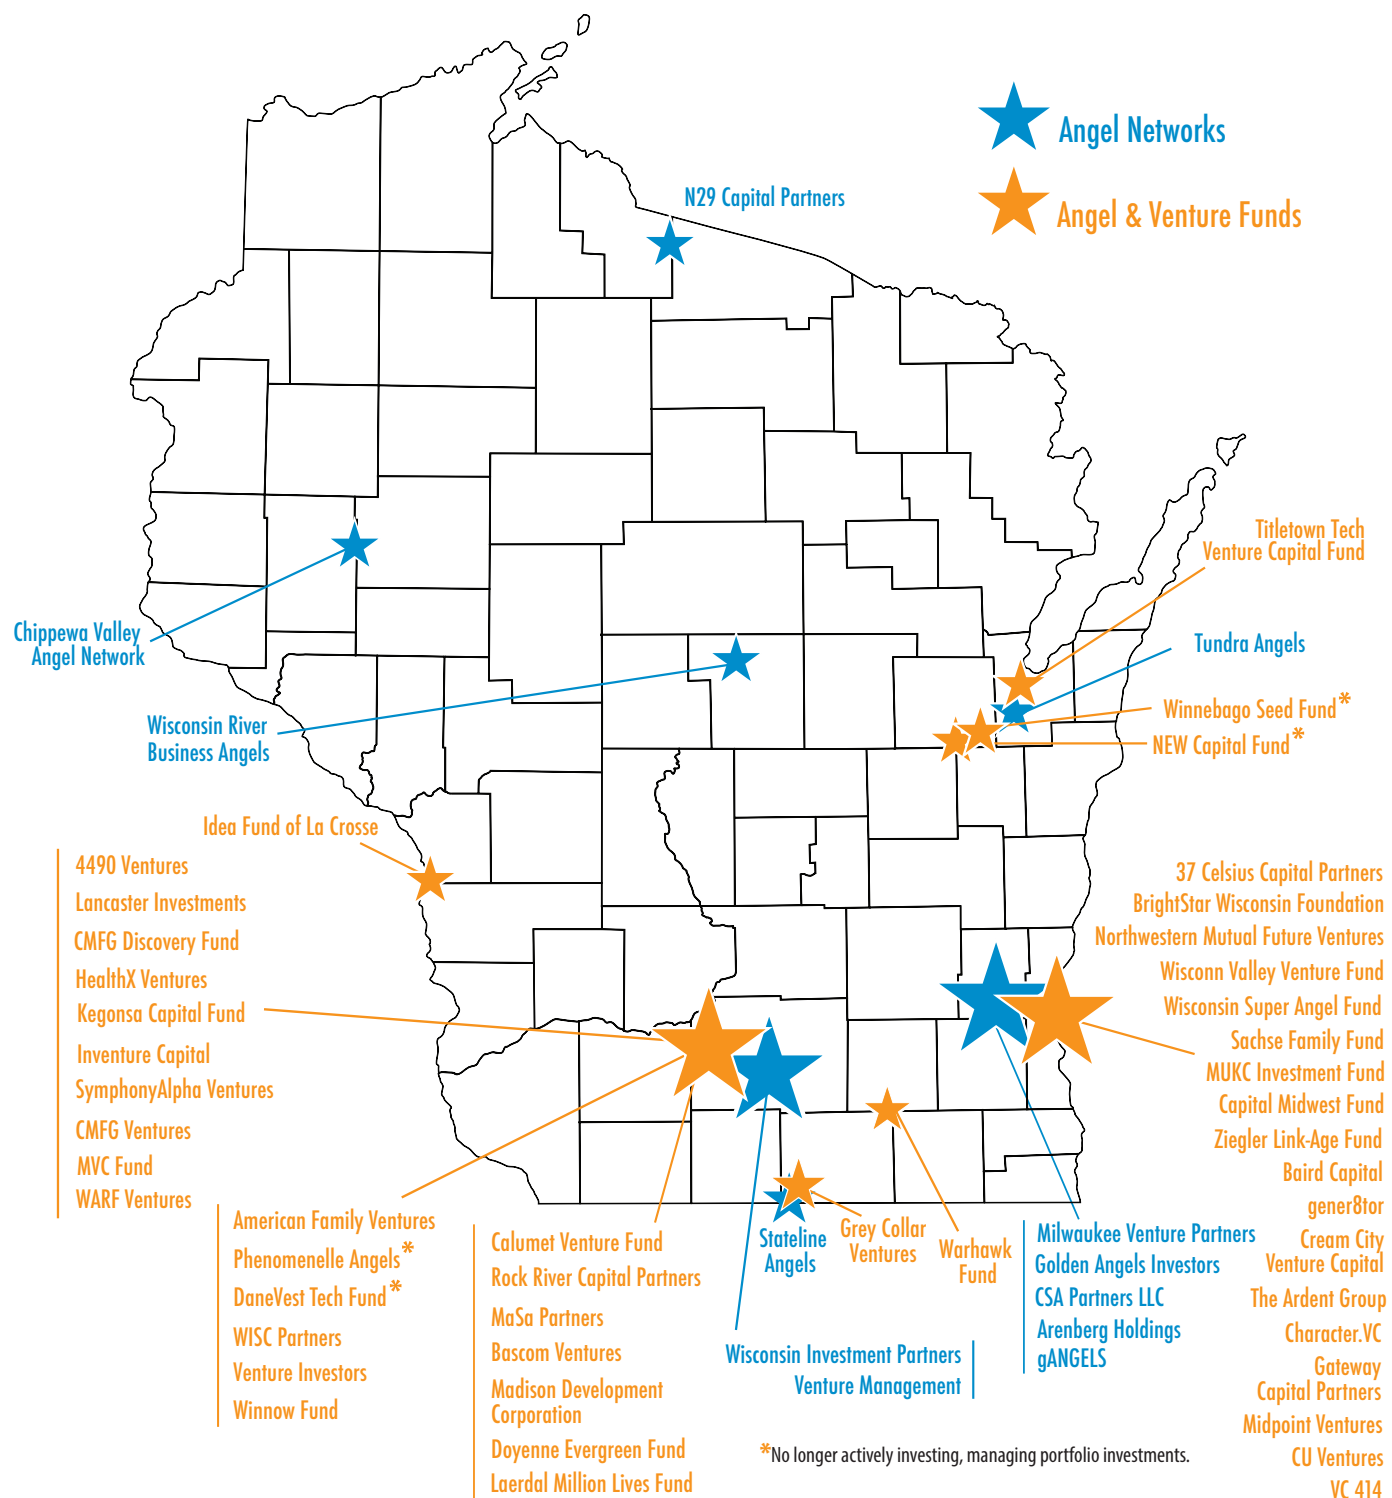 Angel Networks
Angel & Venture Funds
N29 Capital Partners
Titletown Tech
Venture Capital Fund
Tundra Angels
Winnebago Seed Fund*
NEW Capital Fund*
Chippewa Valley
Angel Network
Wisconsin River
Business Angels
Idea Fund of La Crosse
4490 Ventures
Lancaster Investments
CMFG Discovery Fund
HealthX Ventures
Kegonsa Capital Fund
Inventure Capital
SymphonyAlpha Ventures
CMFG Ventures
MVC Fund
WARF Ventures
American Family Ventures
Phenomenelle Angels*
DaneVest Tech Fund*
WISC Partners
Venture Investors
Winnow Fund
Calumet Venture Fund
Rock River Capital Partners
MaSa Partners
Bascom Ventures
Madison Development
Corporation
Doyenne Evergreen Fund
Laerdal Million Lives Fund
Stateline
Angels
Grey Collar
Ventures
Warhawk
Fund
Wisconsin Investment Partners
Venture Management
Milwaukee Venture Partners
Golden Angels Investors
CSA Partners LLC
Arenberg Holdings
gANGELS
37 Celsius Capital Partners
BrightStar Wisconsin Foundation
Northwestern Mutual Future Ventures
Wisconn Valley Venture Fund
Wisconsin Super Angel Fund
Sachse Family Fund
MUKC Investment Fund
Capital Midwest Fund
Ziegler Link-Age Fund
Baird Capital
gener8tor
Cream City
Venture Capital
The Ardent Group
Character.VC
Gateway
Capital Partners
Midpoint Ventures
CU Ventures
VC 414
*No longer actively investing, managing portfolio investments.